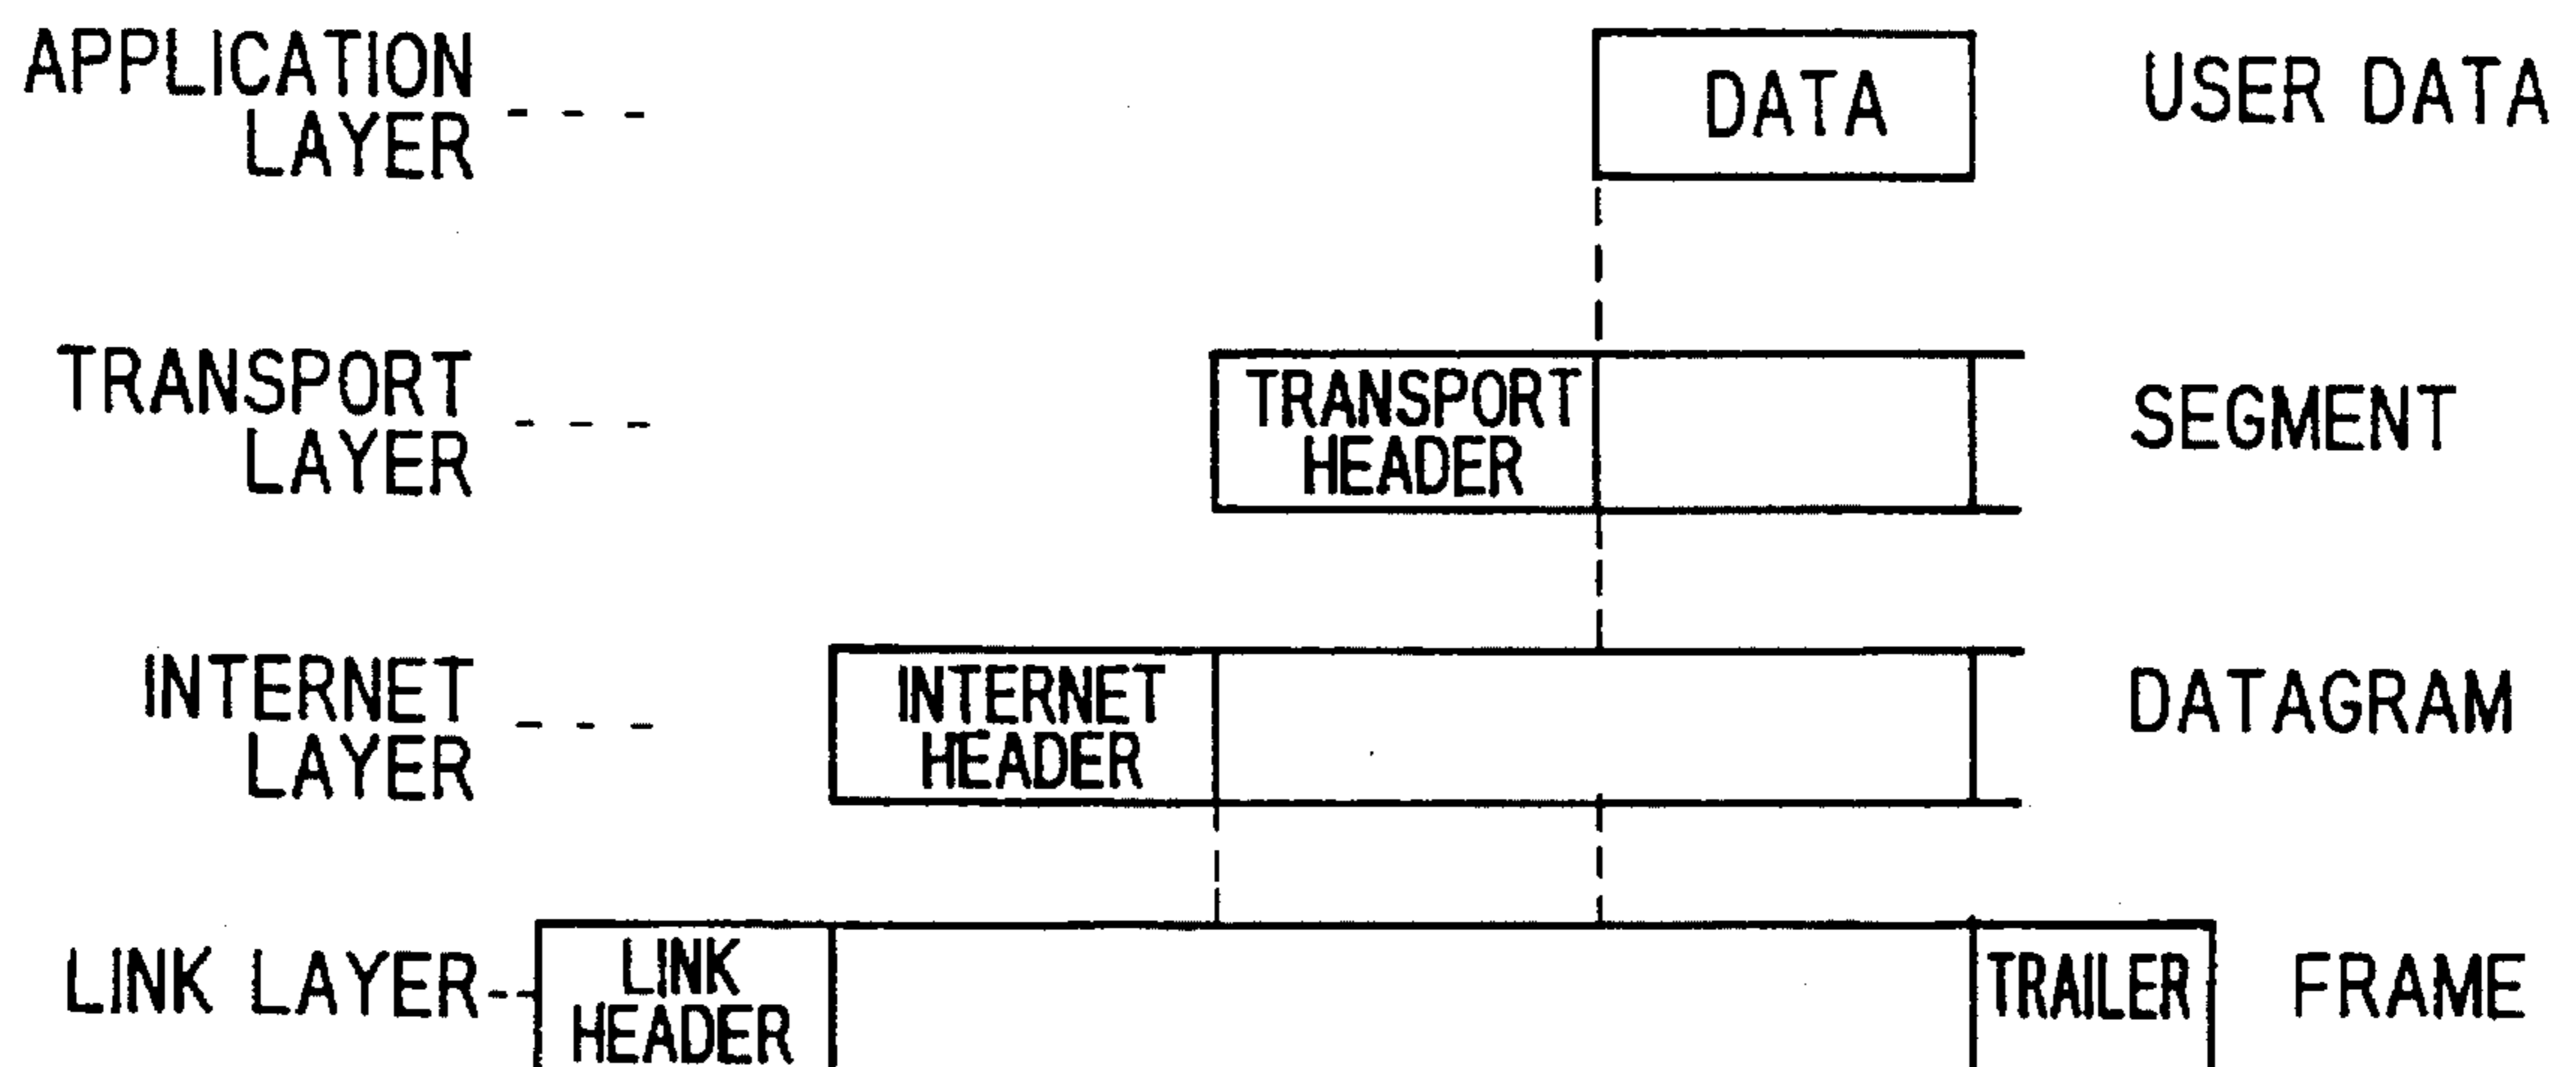 APPLICATION
LAYER
DATA
USER DATA
TRANSPORT
LAYER
TRANSPORT
HEADER
SEGMENT
INTERNET
LAYER
INTERNET
HEADER
DATAGRAM
LINK LAYER
LINK
HEADER
TRAILER
FRAME